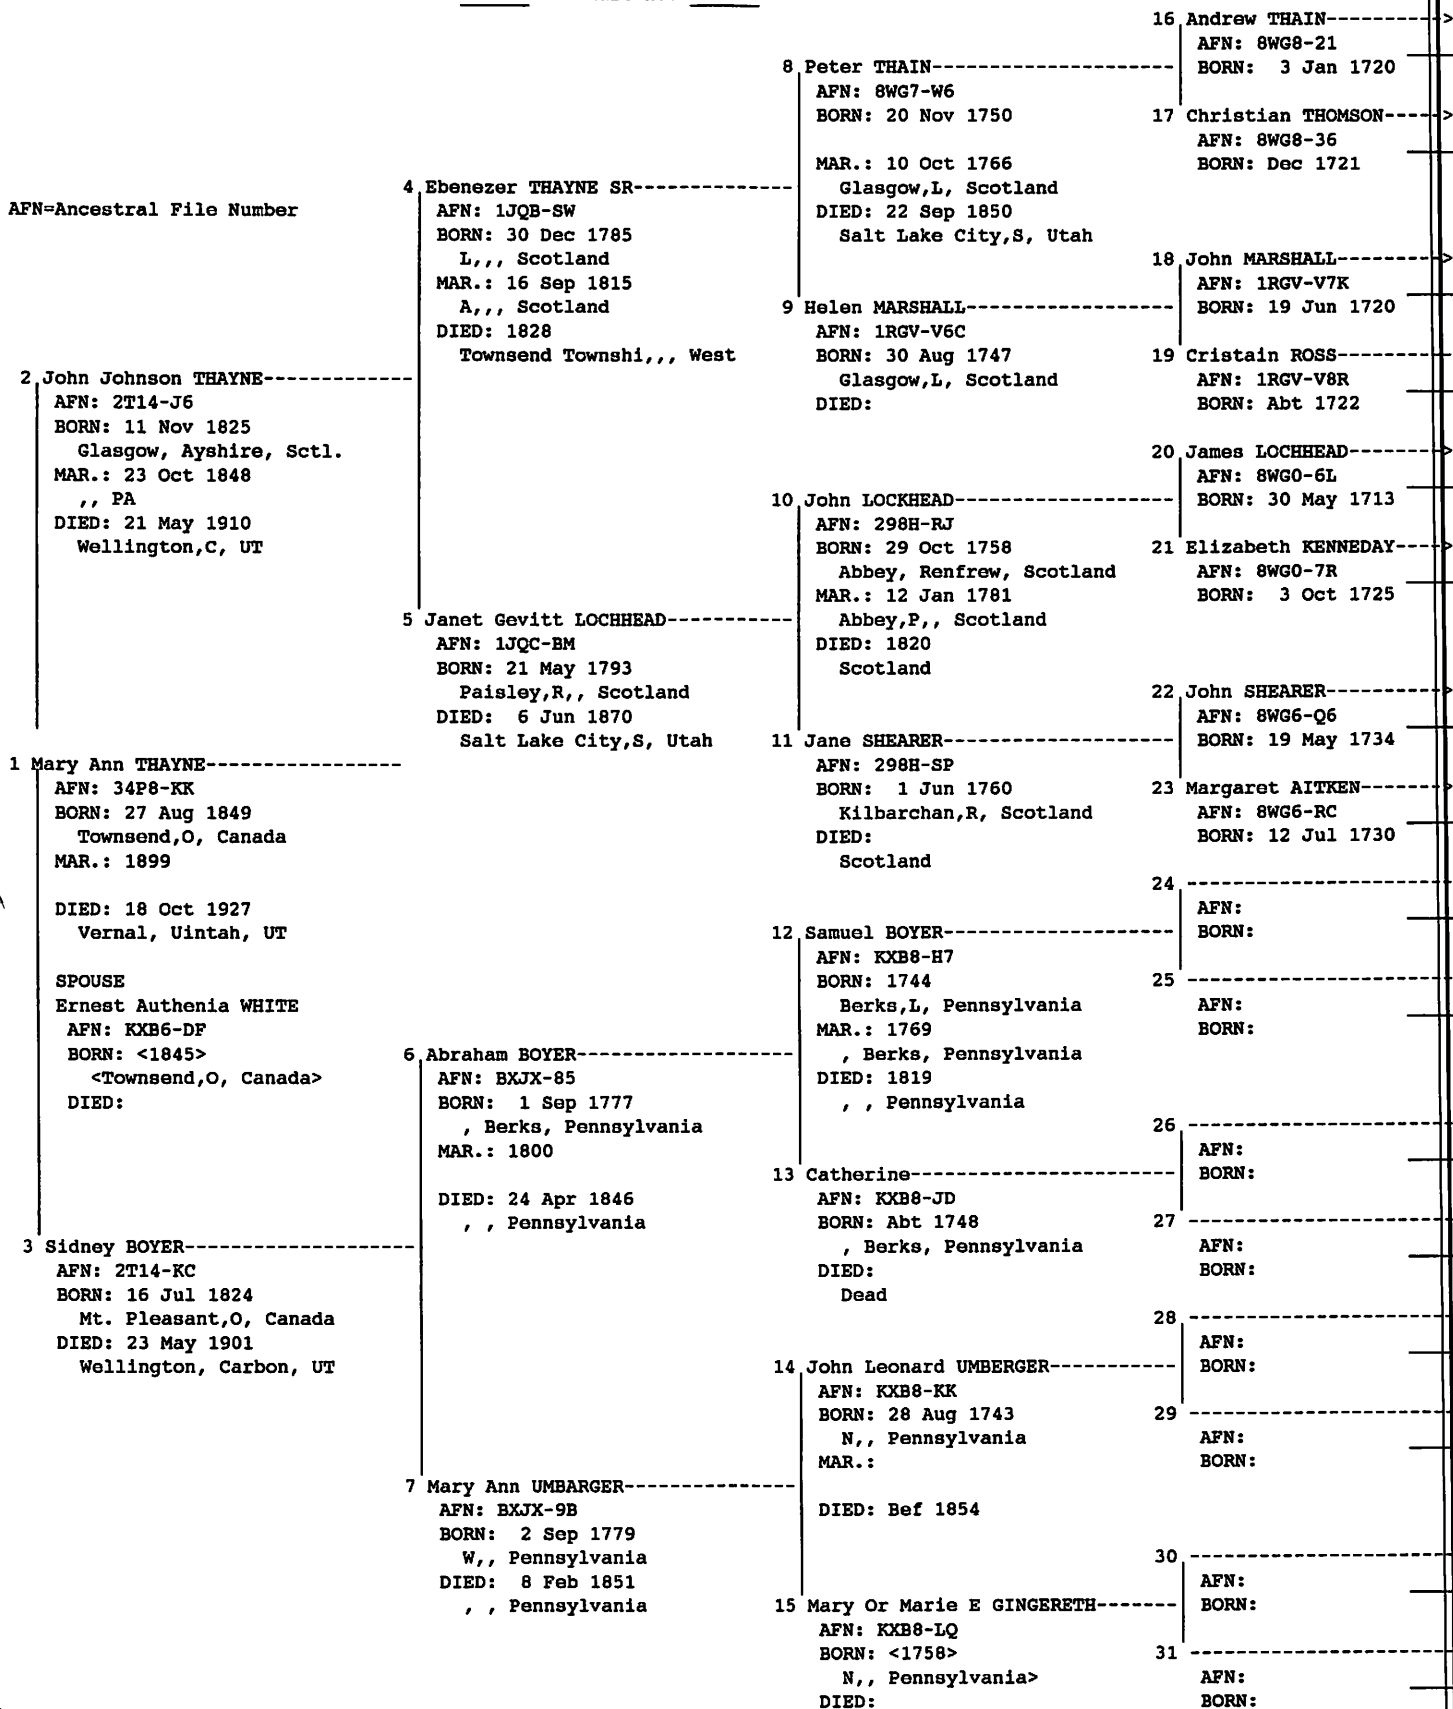 AFN=Ancestral File Number
1 Mary Ann THAYNE----------------
AFN: 34P8-KK
BORN: 27 Aug 1849
Townsend,O, Canada
MAR.: 1899
DIED: 18 Oct 1927
Vernal, Uintah, UT
SPOUSE
Ernest Authenia WHITE
AFN: KXB6-DF
BORN: <1845>
<Townsend,O, Canada>
DIED:
2 John Johnson THAYNE------------
AFN: 2T14-J6
BORN: 11 Nov 1825
Glasgow, Ayshire, Sctl.
MAR.: 23 Oct 1848
,, PA
DIED: 21 May 1910
Wellington,C, UT
3 Sidney BOYER-------------------
AFN: 2T14-KC
BORN: 16 Jul 1824
Mt. Pleasant,O, Canada
DIED: 23 May 1901
Wellington, Carbon, UT
4 Ebenezer THAYNE SR-------------
AFN: 1JQB-SW
BORN: 30 Dec 1785
L,,, Scotland
MAR.: 16 Sep 1815
A,,, Scotland
DIED: 1828
Townsend Townshi,,, West
5 Janet Gevitt LOCHHEAD-----------
AFN: 1JQC-BM
BORN: 21 May 1793
Paisley,R,, Scotland
DIED: 6 Jun 1870
Salt Lake City,S, Utah
6 Abraham BOYER------------------
AFN: BXJX-85
BORN: 1 Sep 1777
, Berks, Pennsylvania
MAR.: 1800
DIED: 24 Apr 1846
, , Pennsylvania
7 Mary Ann UMBARGER--------------
AFN: BXJX-9B
BORN: 2 Sep 1779
W,, Pennsylvania
DIED: 8 Feb 1851
, , Pennsylvania
8 Peter THAIN--------------------
AFN: 8WG7-W6
BORN: 20 Nov 1750
MAR.: 10 Oct 1766
Glasgow,L, Scotland
DIED: 22 Sep 1850
Salt Lake City,S, Utah
9 Helen MARSHALL-----------------
AFN: 1RGV-V6C
BORN: 30 Aug 1747
Glasgow,L, Scotland
DIED:
10 John LOCKHEAD------------------
AFN: 298H-RJ
BORN: 29 Oct 1758
Abbey, Renfrew, Scotland
MAR.: 12 Jan 1781
Abbey,P,, Scotland
DIED: 1820
Scotland
11 Jane SHEARER-------------------
AFN: 298H-SP
BORN: 1 Jun 1760
Kilbarchan,R, Scotland
DIED:
Scotland
12 Samuel BOYER-------------------
AFN: KXB8-H7
BORN: 1744
Berks,L, Pennsylvania
MAR.: 1769
, Berks, Pennsylvania
DIED: 1819
, , Pennsylvania
13 Catherine----------------------
AFN: KXB8-JD
BORN: Abt 1748
, Berks, Pennsylvania
DIED:
Dead
14 John Leonard UMBERGER-----------
AFN: KXB8-KK
BORN: 28 Aug 1743
N,, Pennsylvania
MAR.:
DIED: Bef 1854
15 Mary Or Marie E GINGERETH-------
AFN: KXB8-LQ
BORN: <1758>
N,, Pennsylvania>
DIED:
16 Andrew THAIN---------->
AFN: 8WG8-21
BORN: 3 Jan 1720
17 Christian THOMSON----->
AFN: 8WG8-36
BORN: Dec 1721
18 John MARSHALL--------->
AFN: 1RGV-V7K
BORN: 19 Jun 1720
19 Cristain ROSS---------
AFN: 1RGV-V8R
BORN: Abt 1722
20 James LOCHHEAD-------->
AFN: 8WG0-6L
BORN: 30 May 1713
21 Elizabeth KENNEDAY---->
AFN: 8WG0-7R
BORN: 3 Oct 1725
22 John SHEARER---------->
AFN: 8WG6-Q6
BORN: 19 May 1734
23 Margaret AITKEN------->
AFN: 8WG6-RC
BORN: 12 Jul 1730
24 ----------------------
AFN:
BORN:
25 ----------------------
AFN:
BORN:
26 ----------------------
AFN:
BORN:
27 ----------------------
AFN:
BORN:
28 ----------------------
AFN:
BORN:
29 ----------------------
AFN:
BORN:
30 ----------------------
AFN:
BORN:
31 ----------------------
AFN:
BORN: